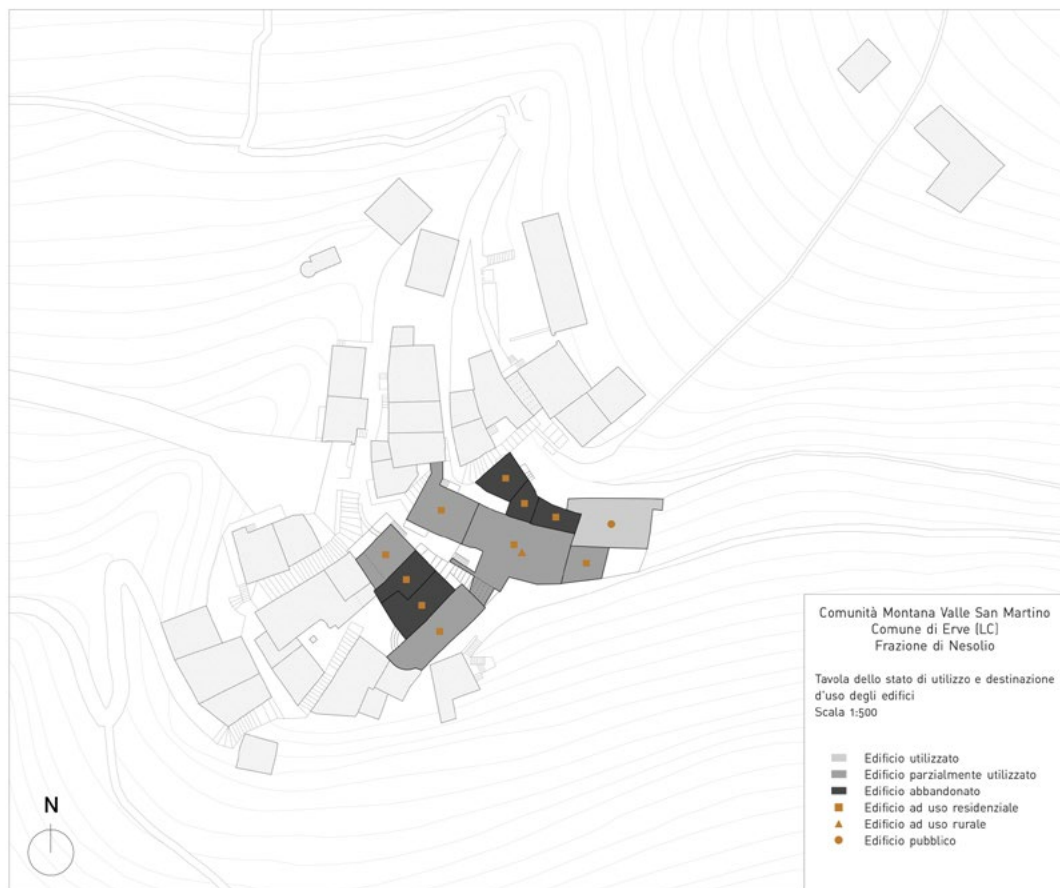 Comunità Montana Valle San Martino
Comune di Erve (LC)
Frazione di Nesolio
Tavola dello stato di utilizzo e destinazione
d'uso degli edifici
Scala 1:500
Edificio utilizzato
Edificio parzialmente utilizzato
Edificio abbandonato
Edificio ad uso residenziale
Edificio ad uso rurale
Edificio pubblico
N